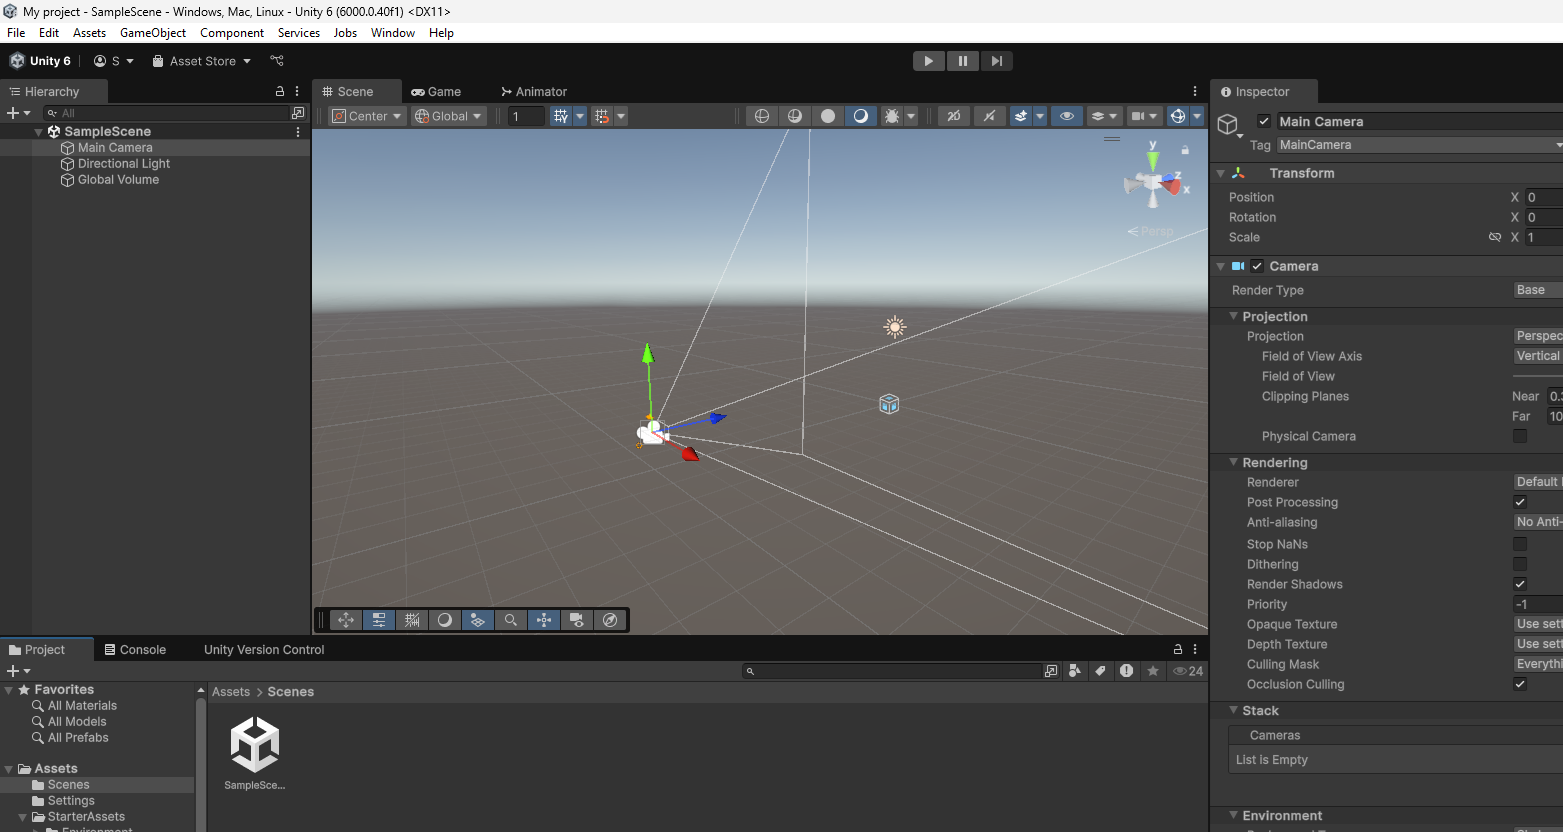 My project - SampleScene - Windows, Mac, Linux - Unity 6 (6000.0.40f1) <DX11>
File Edit Assets GameObject Component Services Jobs Window Help
Unity 6 S Asset Store
Hierarchy
All
SampleScene
Main Camera
Directional Light
Global Volume
Scene Game Animator
Center Global 1 2D
y
z
x
Persp
Inspector
Main Camera
Tag MainCamera
Transform
Position X 0
Rotation X 0
Scale X 1
Camera
Render Type Base
Projection
Projection Perspec
Field of View Axis Vertical
Field of View
Clipping Planes Near 0.3
Far 10
Physical Camera
Rendering
Renderer Default
Post Processing
Anti-aliasing No Anti-
Stop NaNs
Dithering
Render Shadows
Priority -1
Opaque Texture Use sett
Depth Texture Use sett
Culling Mask Everythi
Occlusion Culling
Stack
Cameras
List is Empty
Environment
Project Console Unity Version Control
24
Favorites
All Materials
All Models
All Prefabs
Assets
Scenes
Settings
StarterAssets
Environment
Assets > Scenes
SampleSce...